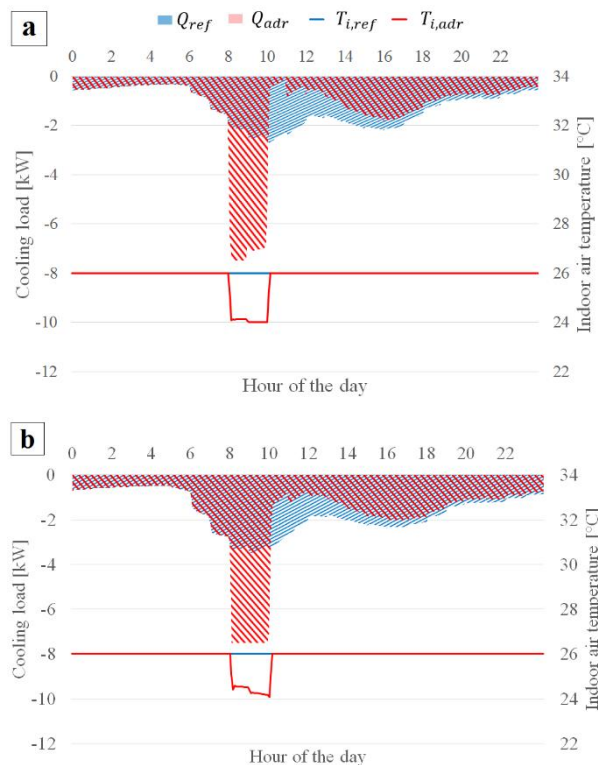 a
Q_ref Q_adr T_i,ref T_i,adr
0 2 4 6 8 10 12 14 16 18 20 22
Cooling load [kW]
0
-2
-4
-6
-8
-10
-12
34
32
30
28
26
24
22
Indoor air temperature [°C]
Hour of the day
b
0 2 4 6 8 10 12 14 16 18 20 22
Cooling load [kW]
0
-2
-4
-6
-8
-10
-12
34
32
30
28
26
24
22
Indoor air temperature [°C]
Hour of the day